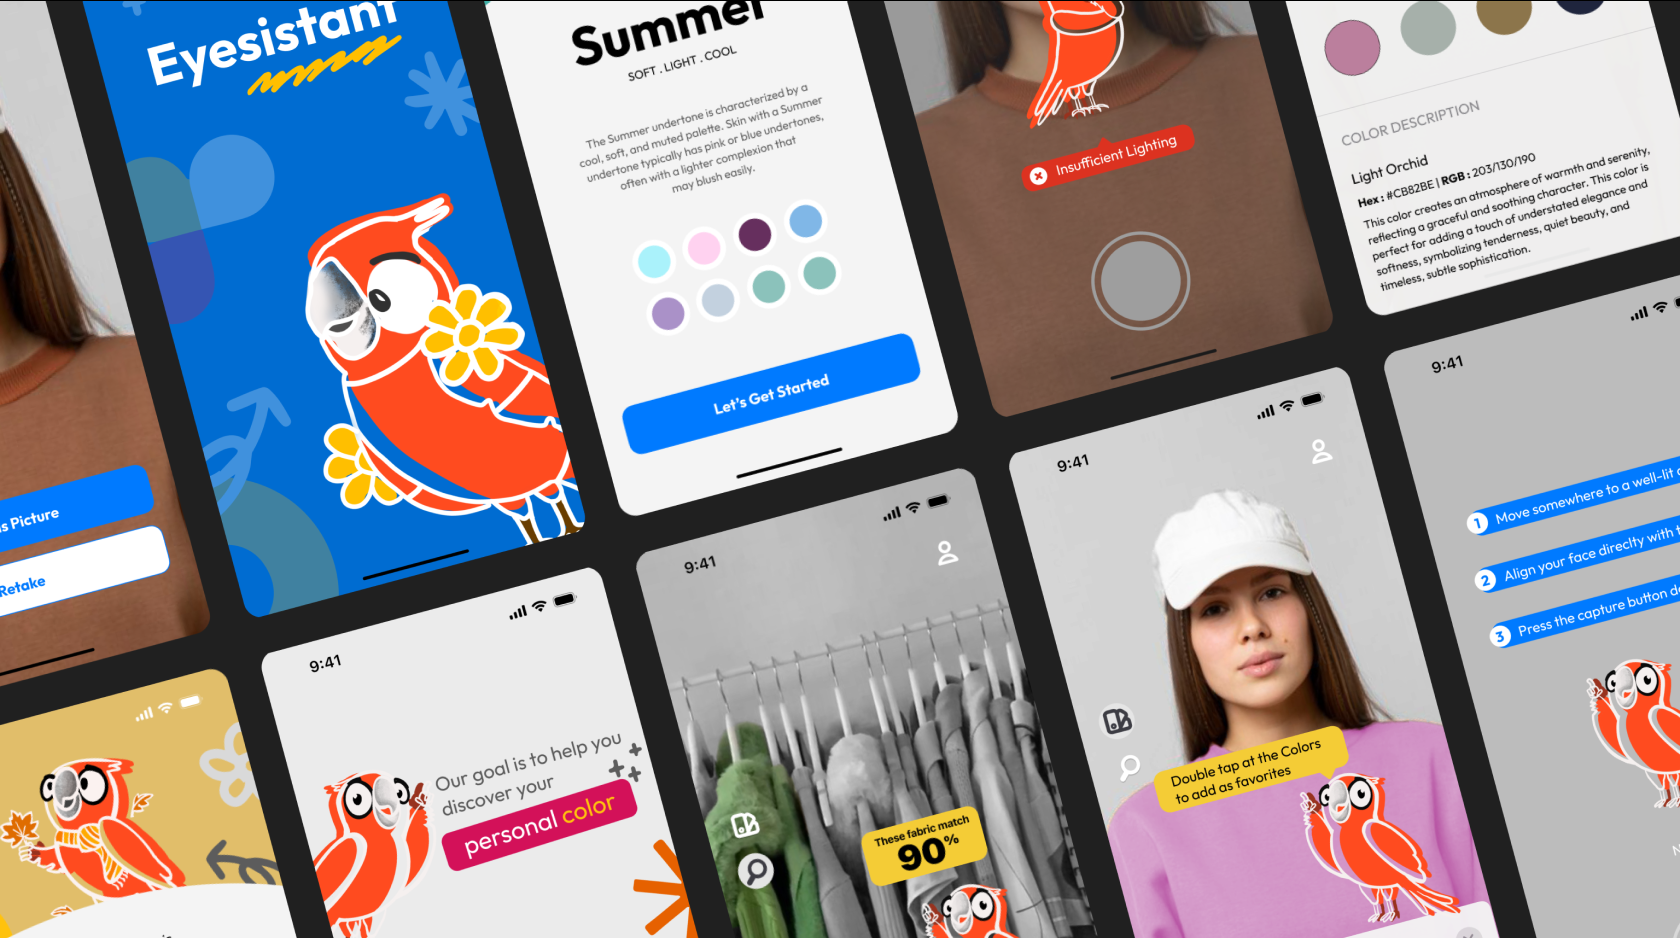 Eyesistant
Summer
SOFT . LIGHT . COOL
The Summer undertone is characterized by a
cool, soft, and muted palette. Skin with a Summer
undertone typically has pink or blue undertones,
often with a lighter complexion that
may blush easily.
Let's Get Started
Insufficient Lighting
COLOR DESCRIPTION
Light Orchid
Hex : #CB82BE | RGB : 203/130/190
This color creates an atmosphere of warmth and serenity,
reflecting a graceful and soothing character. This color is
perfect for adding a touch of understated elegance and
softness, symbolizing tenderness, quiet beauty, and
timeless, subtle sophistication.
s Picture
Retake
9:41
Our goal is to help you
discover your
personal color
9:41
These fabric match
90%
9:41
Double tap at the Colors
to add as favorites
9:41
1 Move somewhere to a well-lit
2 Align your face direclty with
3 Press the capture button